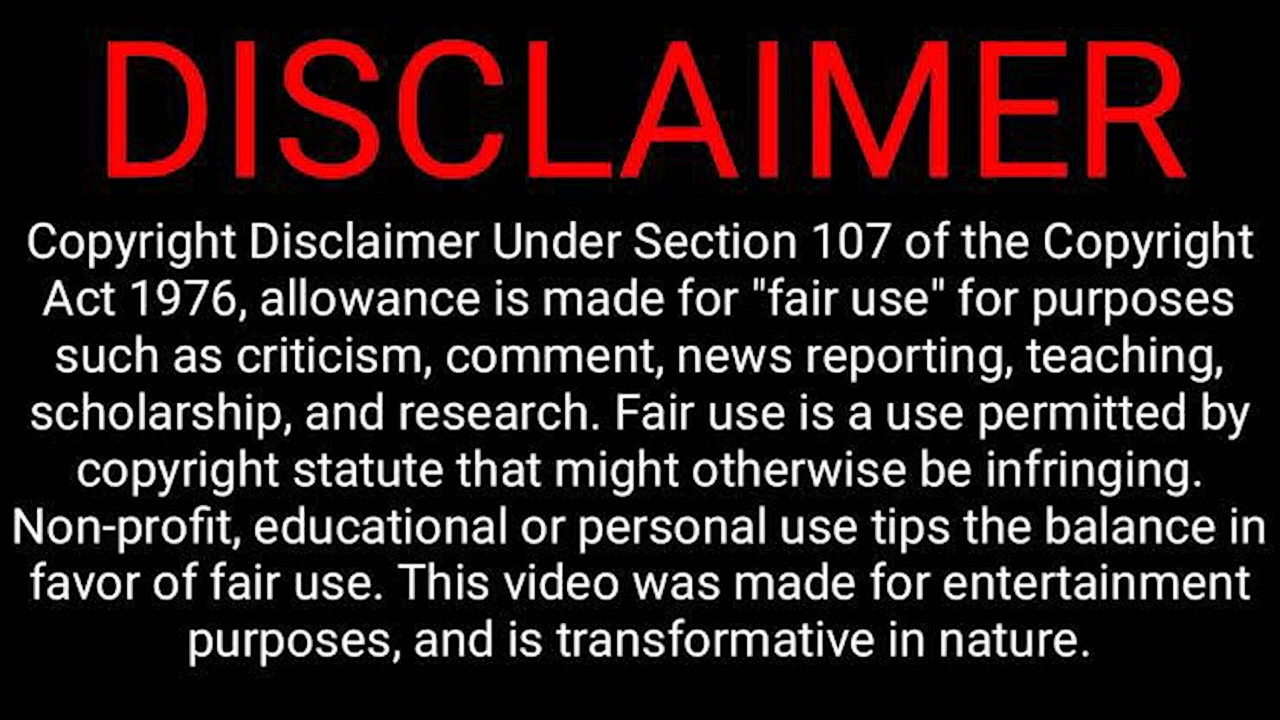 DISCLAIMER
Copyright Disclaimer Under Section 107 of the Copyright
Act 1976, allowance is made for "fair use" for purposes
such as criticism, comment, news reporting, teaching,
scholarship, and research. Fair use is a use permitted by
copyright statute that might otherwise be infringing.
Non-profit, educational or personal use tips the balance in
favor of fair use. This video was made for entertainment
purposes, and is transformative in nature.